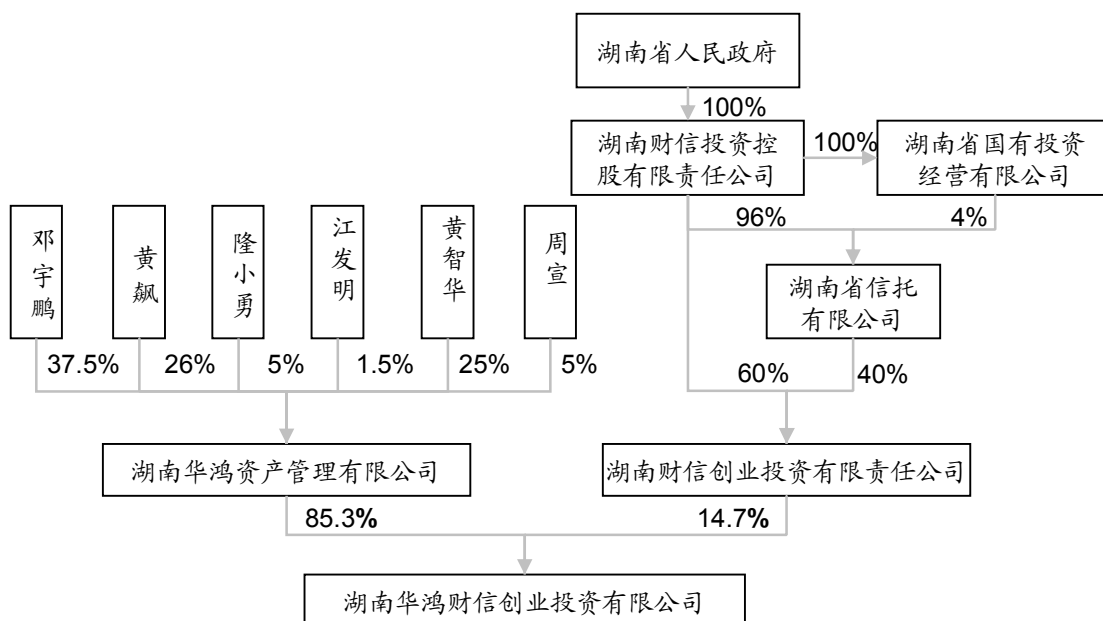 湖南省人民政府
100%
湖南财信投资控
股有限责任公司
100%
湖南省国有投资
经营有限公司
96%
4%
邓宇鹏
黄飙
隆小勇
江发明
黄智华
周宣
湖南省信托
有限公司
37.5%
26%
5%
1.5%
25%
5%
60%
40%
湖南华鸿资产管理有限公司
湖南财信创业投资有限责任公司
85.3%
14.7%
湖南华鸿财信创业投资有限公司